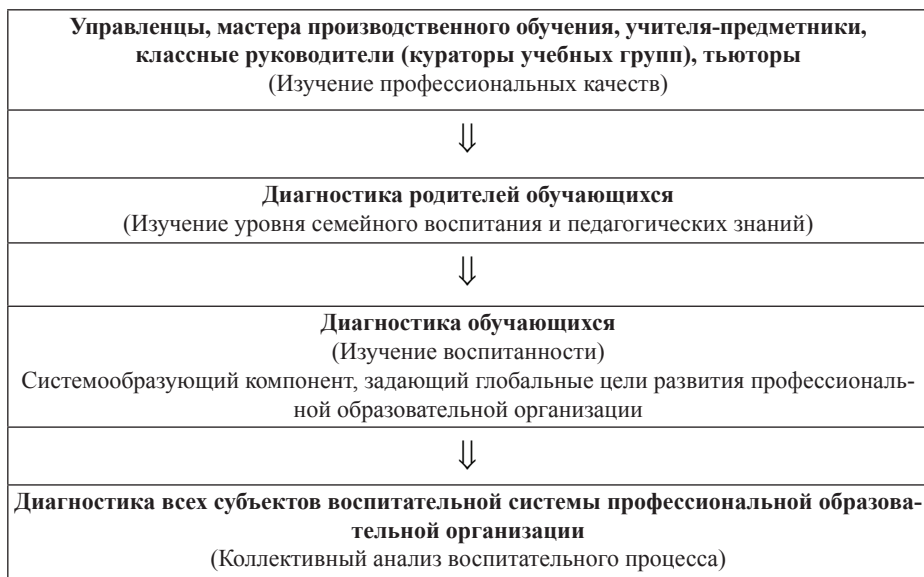 Управленцы, мастера производственного обучения, учителя-предметники,
классные руководители (кураторы учебных групп), тьюторы
(Изучение профессиональных качеств)
⇓
Диагностика родителей обучающихся
(Изучение уровня семейного воспитания и педагогических знаний)
⇓
Диагностика обучающихся
(Изучение воспитанности)
Системообразующий компонент, задающий глобальные цели развития профессиональ-
ной образовательной организации
⇓
Диагностика всех субъектов воспитательной системы профессиональной образова-
тельной организации
(Коллективный анализ воспитательного процесса)